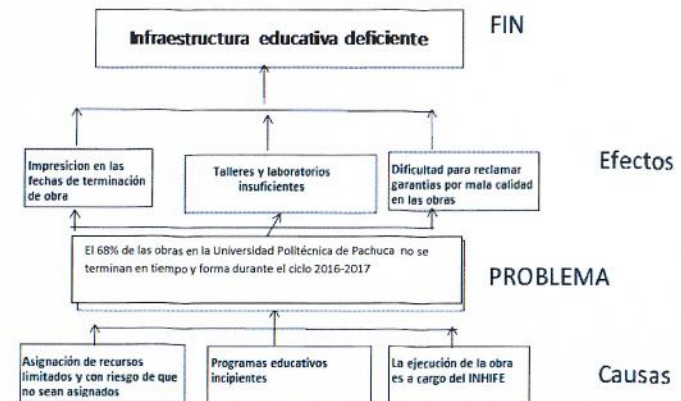 Infraestructura educativa deficiente
FIN
Impresicion en las
fechas de terminación
de obra
Talleres y laboratorios
insuficientes
Dificultad para reclamar
garantias por mala calidad
en las obras
Efectos
El 68% de las obras en la Universidad Politécnica de Pachuca no se
terminan en tiempo y forma durante el ciclo 2016-2017
PROBLEMA
Asignación de recursos
limitados y con riesgo de que
no sean asignados
Programas educativos
incipientes
La ejecución de la obra
es a cargo del INHIFE
Causas